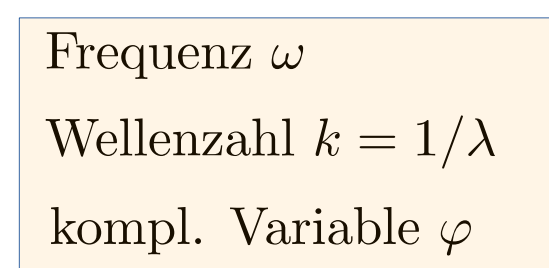 Frequenz ω
Wellenzahl k = 1/λ
kompl. Variable φ